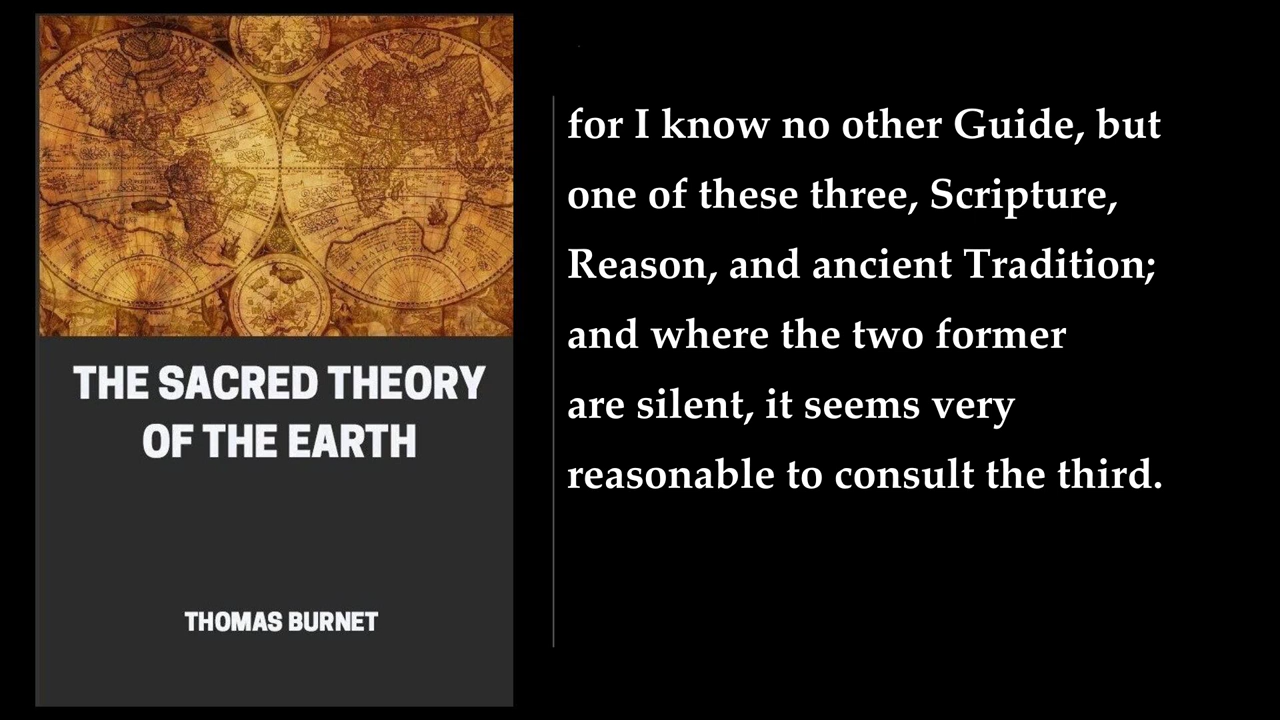 THE SACRED THEORY
OF THE EARTH
THOMAS BURNET
for I know no other Guide, but
one of these three, Scripture,
Reason, and ancient Tradition;
and where the two former
are silent, it seems very
reasonable to consult the third.